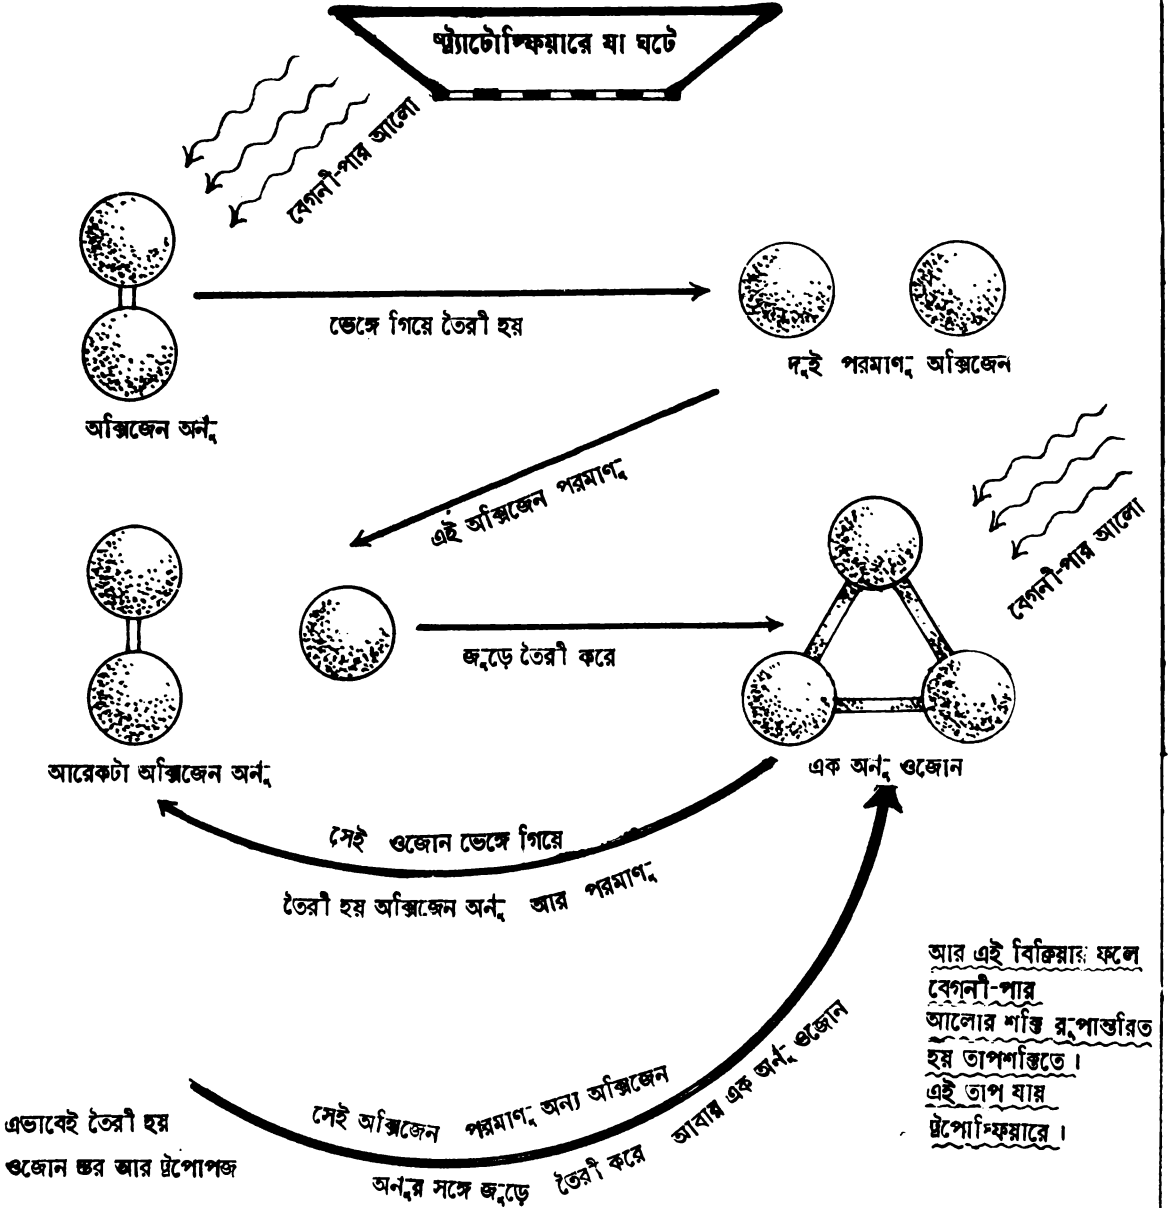 স্ট্র্যাটোস্ফিয়ারে যা ঘটে
বেগনী-পার আলো
ভেঙ্গে গিয়ে তৈরী হয়
দুই পরমাণু অক্সিজেন
অক্সিজেন অনু
এই অক্সিজেন পরমাণু
বেগনী-পার আলো
জুড়ে তৈরী করে
আরেকটা অক্সিজেন অনু
এক অনু ওজোন
সেই ওজোন ভেঙ্গে গিয়ে
তৈরী হয় অক্সিজেন অনু আর পরমাণু
আর এই বিক্রিয়ার ফলে
বেগনী-পার
আলোর শক্তি রূপান্তরিত
হয় তাপশক্তিতে।
এই তাপ যায়
ট্রপোস্ফিয়ারে।
সেই অক্সিজেন পরমাণু অন্য অক্সিজেন
অনুর সঙ্গে জুড়ে তৈরী করে আবার এক অনু ওজোন
এভাবেই তৈরী হয়
ওজোন স্তর আর ট্রপোপজ